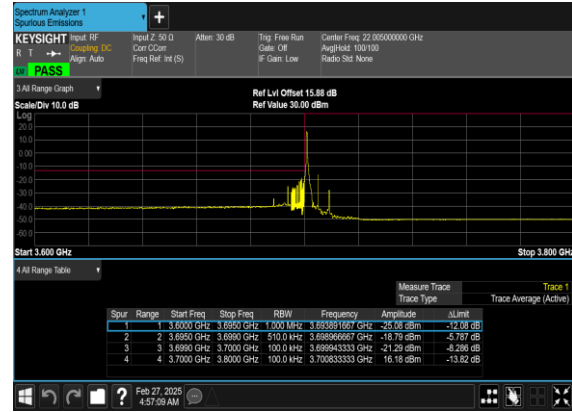 Spectrum Analyzer 1
Spurious Emissions
+
KEYSIGHT Input: RF Input Z: 50 Ω Atten: 30 dB Trig: Free Run Center Freq: 22.005000000 GHz
R T Coupling: DC Corr CCorr Gate: Off Avg|Hold: 100/100
Align: Auto Freq Ref: Int (S) IF Gain: Low Radio Std: None
PASS
3 All Range Graph
Ref Lvl Offset 15.88 dB
Scale/Div 10.0 dB Ref Value 30.00 dBm
Log
20.0
10.0
0.00
-10.0
-20.0
-30.0
-40.0
-50.0
-60.0
Start 3.600 GHz Stop 3.800 GHz
4 All Range Table
Measure Trace Trace 1
Trace Type Trace Average (Active)
Spur Range Start Freq Stop Freq RBW Frequency Amplitude ΔLimit
1 1 3.6000 GHz 3.6950 GHz 1.000 MHz 3.693891667 GHz -25.08 dBm -12.08 dB
2 2 3.6950 GHz 3.6990 GHz 510.0 kHz 3.698966667 GHz -18.79 dBm -5.787 dB
3 3 3.6990 GHz 3.7000 GHz 100.0 kHz 3.699943333 GHz -21.29 dBm -8.286 dB
4 4 3.7000 GHz 3.8000 GHz 100.0 kHz 3.700833333 GHz 16.18 dBm -13.82 dB
? Feb 27, 2025
4:57:09 AM